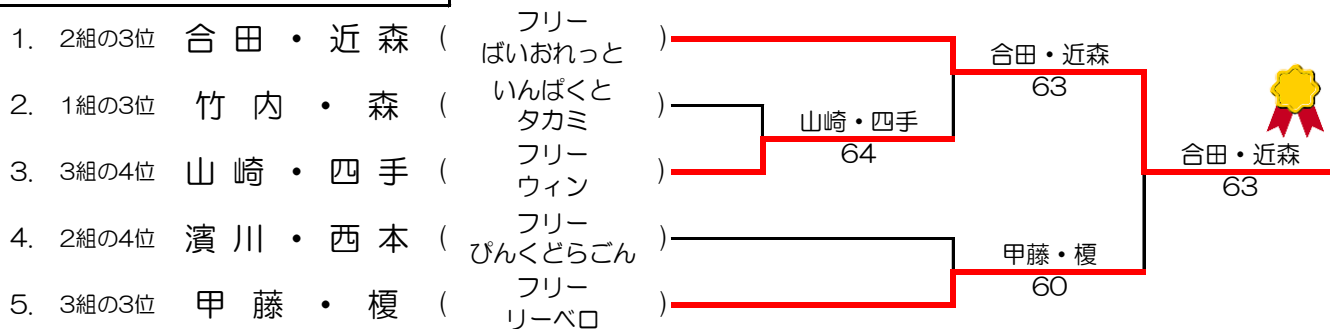 1. 2組の3位 合田・近森 ( フリー ばいおれっと )
2. 1組の3位 竹内・森 ( いんぱくと タカミ )
3. 3組の4位 山崎・四手 ( フリー ウィン )
4. 2組の4位 濱川・西本 ( フリー ぴんくどらごん )
5. 3組の3位 甲藤・榎 ( フリー リーベロ )
山崎・四手
64
合田・近森
63
甲藤・榎
60
合田・近森
63